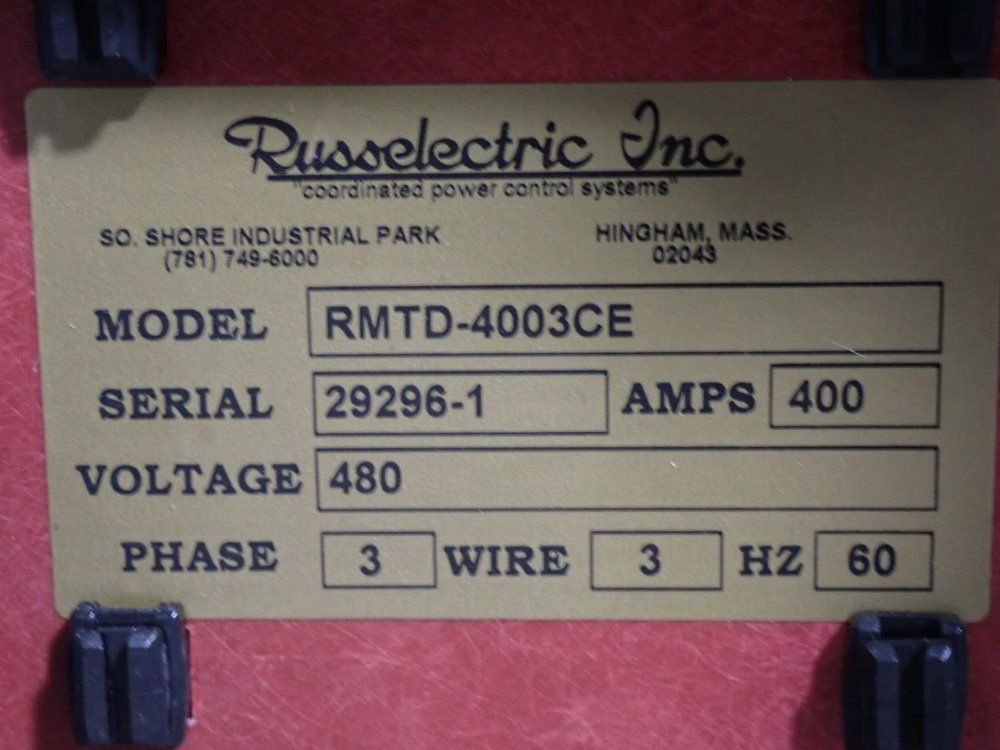 Russelectric Inc.
"coordinated power control systems"
SO. SHORE INDUSTRIAL PARK HINGHAM, MASS.
(781) 749-6000 02043
MODEL RMTD-4003CE
SERIAL 29296-1 AMPS 400
VOLTAGE 480
PHASE 3 WIRE 3 HZ 60